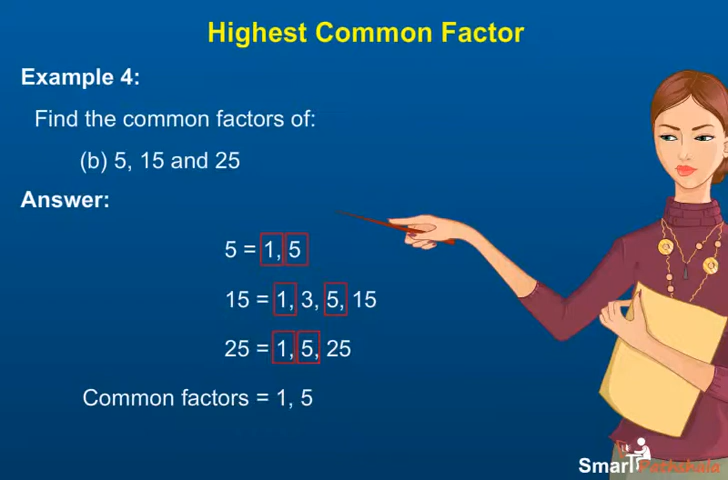 Highest Common Factor
Example 4:
Find the common factors of:
(b) 5, 15 and 25
Answer:
5 = 1, 5
15 = 1, 3, 5, 15
25 = 1, 5, 25
Common factors = 1, 5
Smart Pathshala